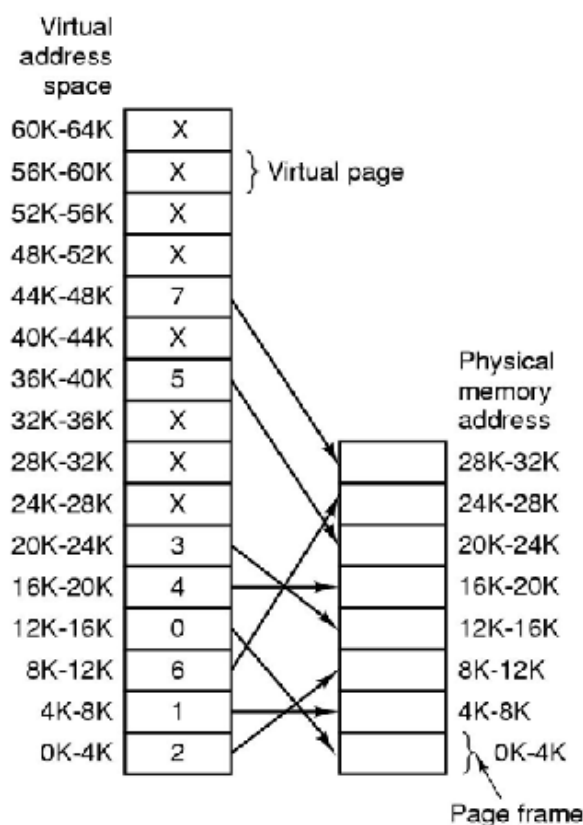 Virtual
address
space
60K-64K X
56K-60K X Virtual page
52K-56K X
48K-52K X
44K-48K 7
40K-44K X
36K-40K 5
32K-36K X
28K-32K X
24K-28K X
20K-24K 3
16K-20K 4
12K-16K 0
8K-12K 6
4K-8K 1
0K-4K 2
Physical
memory
address
28K-32K
24K-28K
20K-24K
16K-20K
12K-16K
8K-12K
4K-8K
0K-4K
Page frame